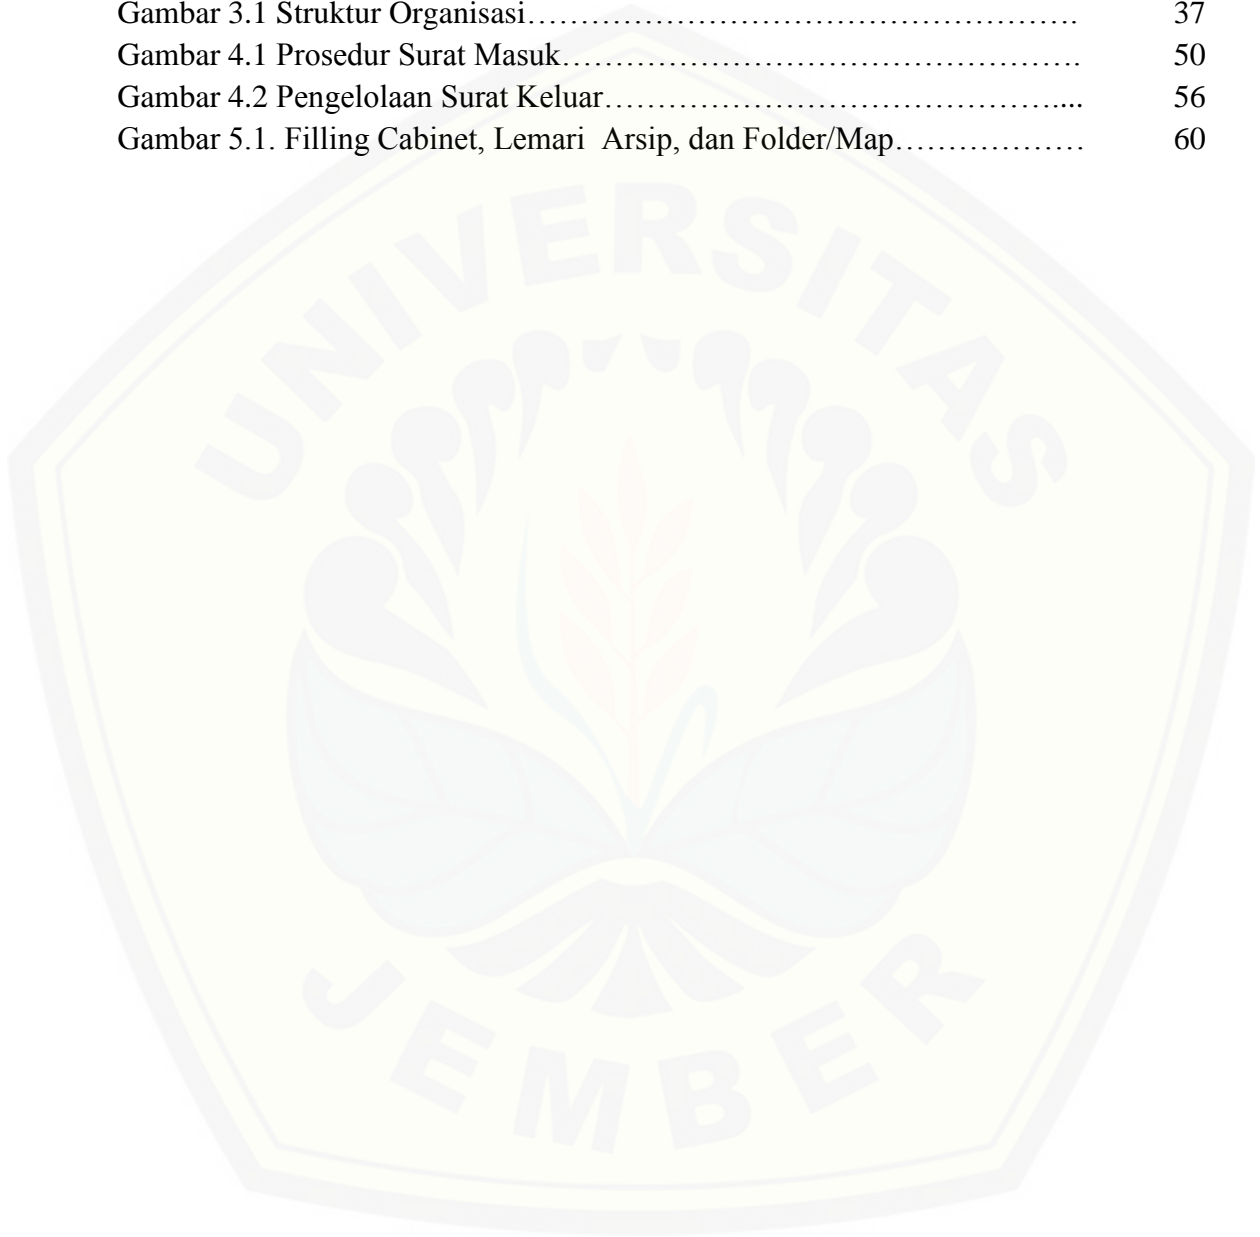 Gambar 3.1 Struktur Organisasi……………………………………………. 37
Gambar 4.1 Prosedur Surat Masuk…………………………………………. 50
Gambar 4.2 Pengelolaan Surat Keluar…………………………………….... 56
Gambar 5.1. Filling Cabinet, Lemari  Arsip, dan Folder/Map……………… 60
UNIVERSITAS
JEMBER